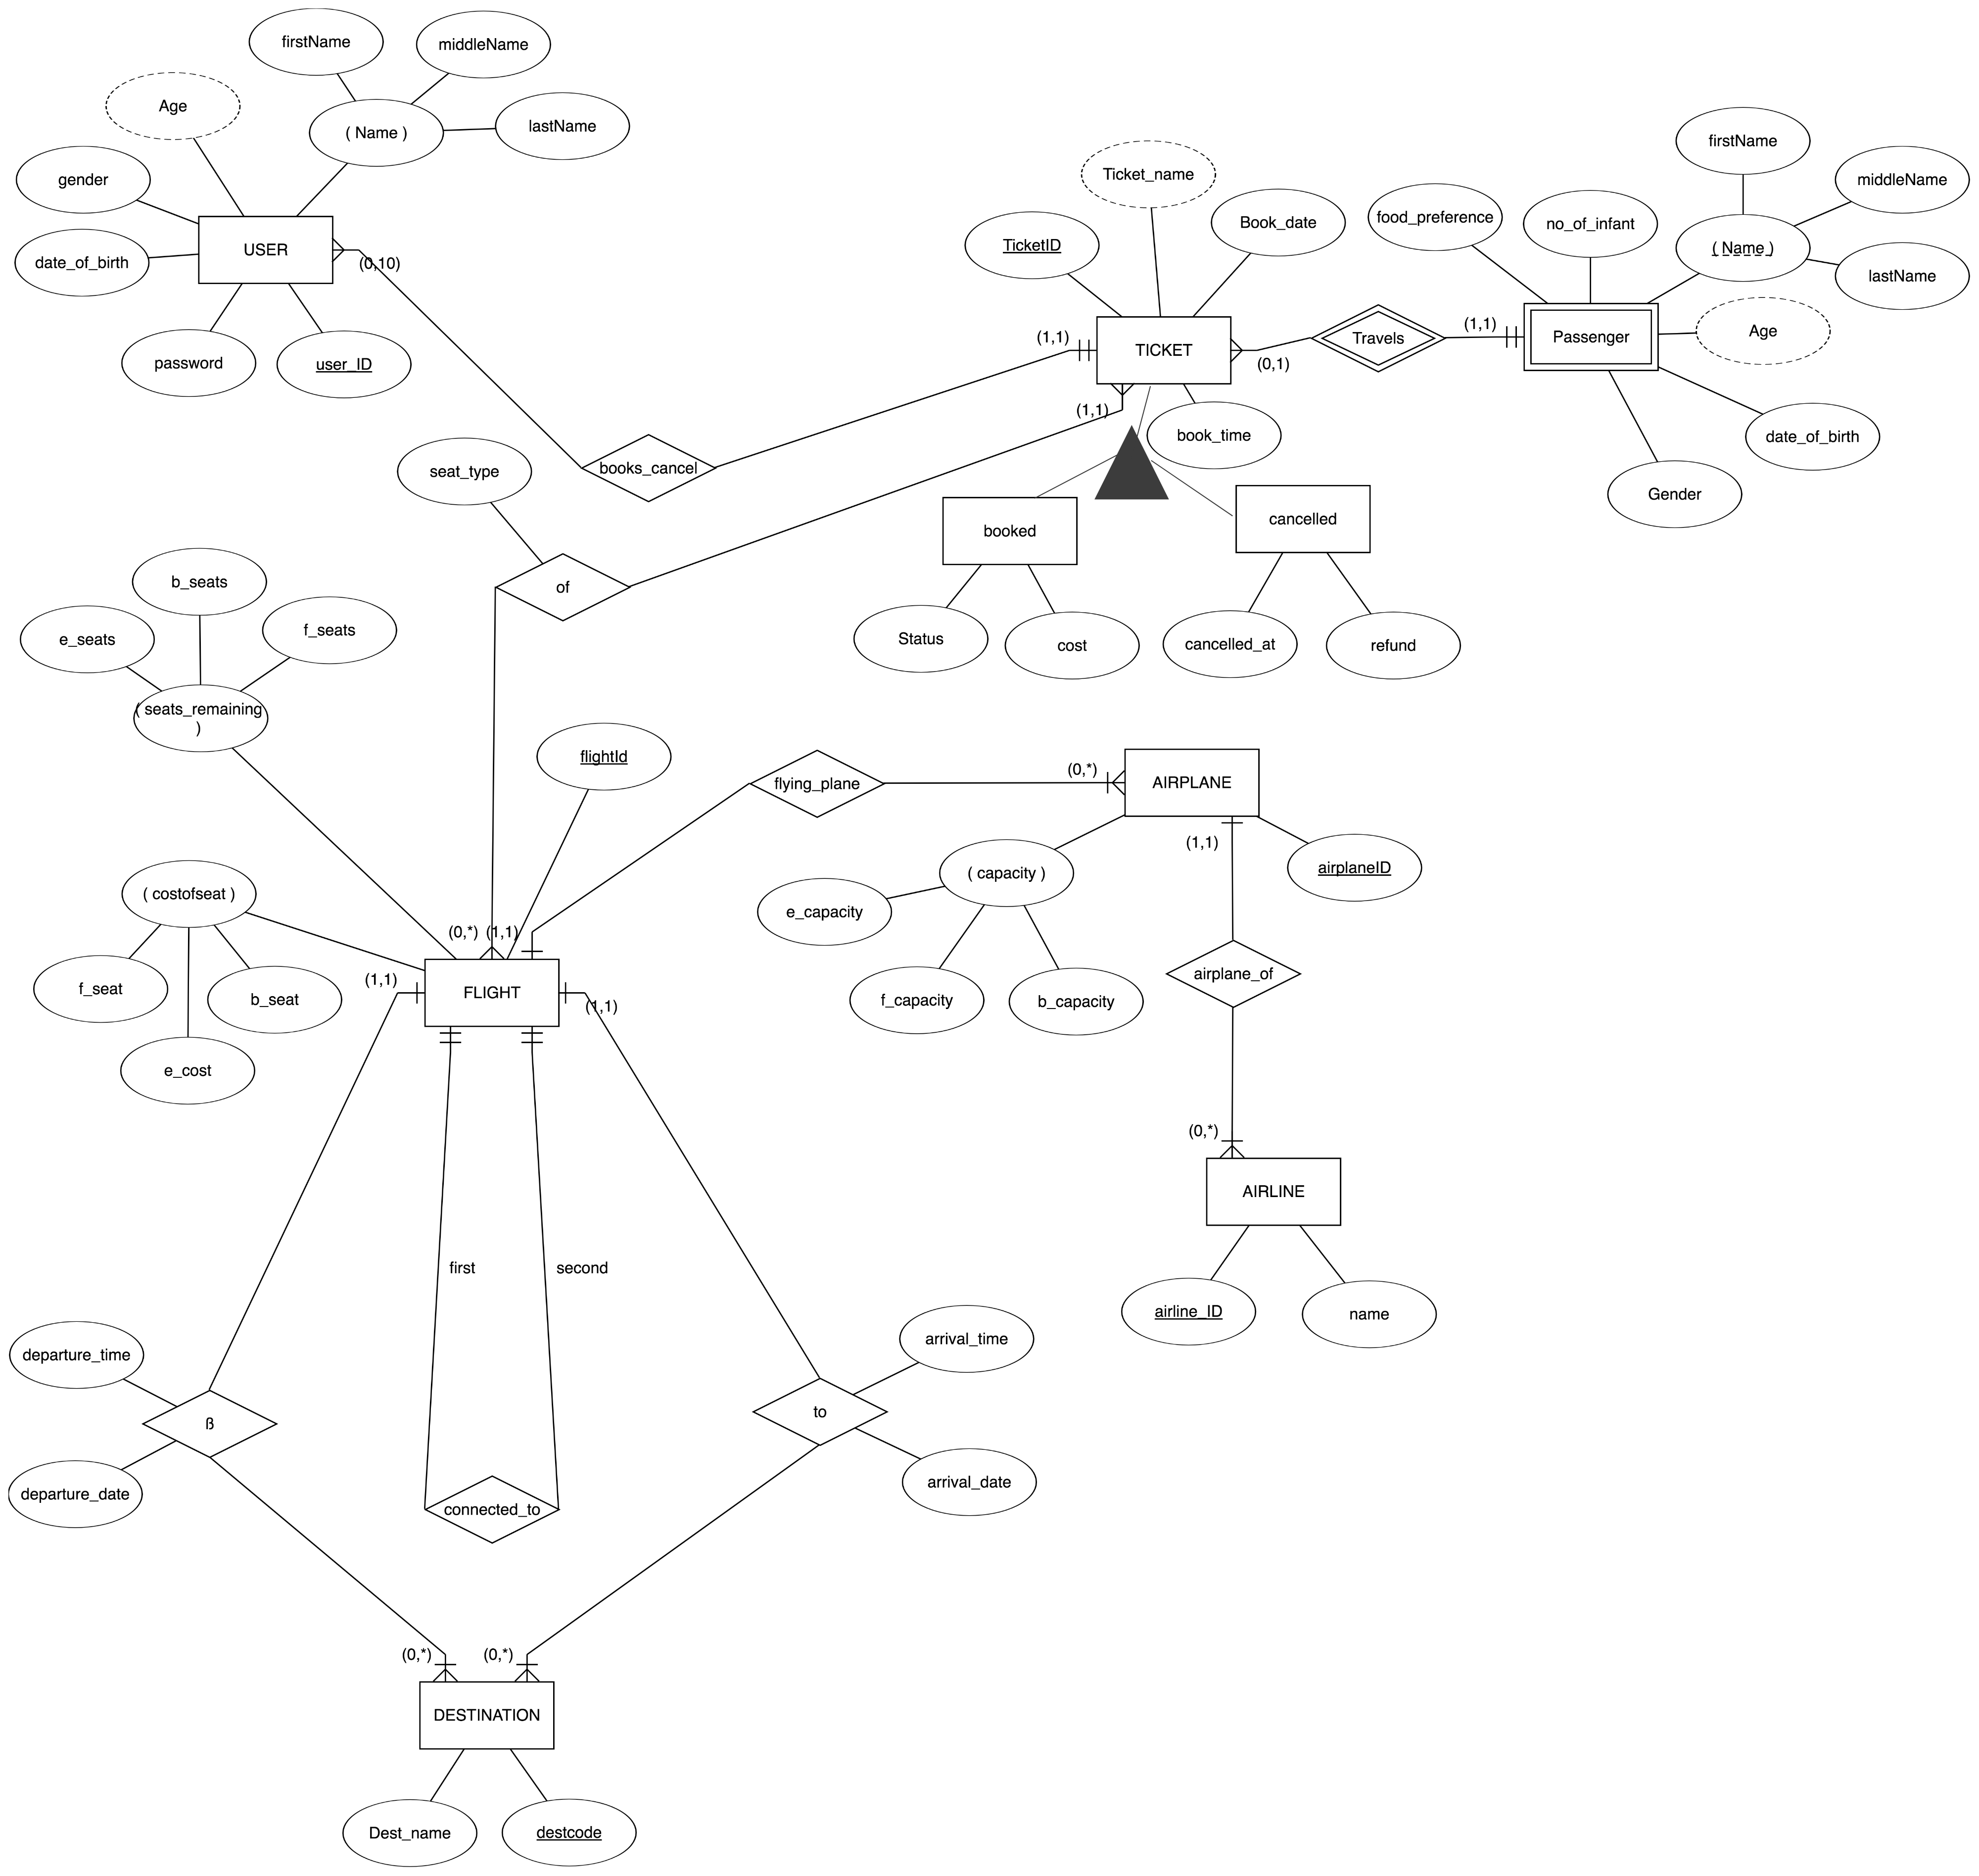 firstName
middleName
Age
( Name )
lastName
gender
USER
date_of_birth
(0,10)
password
user_ID
firstName
middleName
Ticket_name
food_preference
no_of_infant
TicketID
Book_date
( Name )
lastName
(1,1)
TICKET
(0,1)
Travels
(1,1)
Passenger
Age
(1,1)
book_time
date_of_birth
Gender
books_cancel
seat_type
booked
cancelled
of
Status
cost
cancelled_at
refund
b_seats
e_seats
f_seats
( seats_remaining
)
flightId
flying_plane
(0,*)
AIRPLANE
(1,1)
airplaneID
( capacity )
e_capacity
f_capacity
b_capacity
airplane_of
( costofseat )
(0,*)
(1,1)
f_seat
b_seat
(1,1)
FLIGHT
(1,1)
e_cost
(0,*)
AIRLINE
first
second
airline_ID
name
departure_time
arrival_time
ß
to
departure_date
connected_to
arrival_date
(0,*)
(0,*)
DESTINATION
Dest_name
destcode